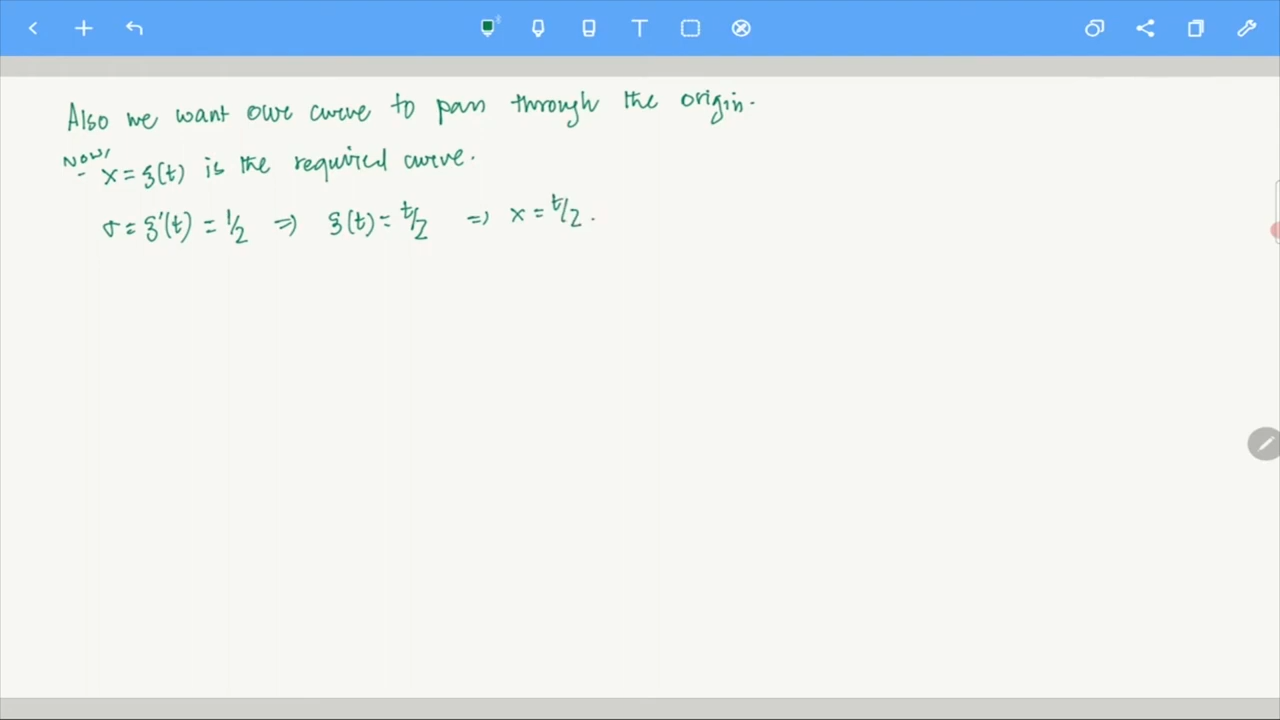 Also we want our curve to pass through the origin.
Now, x = ξ(t) is the required curve.
σ = ξ'(t) = 1/2 ⇒ ξ(t) = t/2 ⇒ x = t/2.